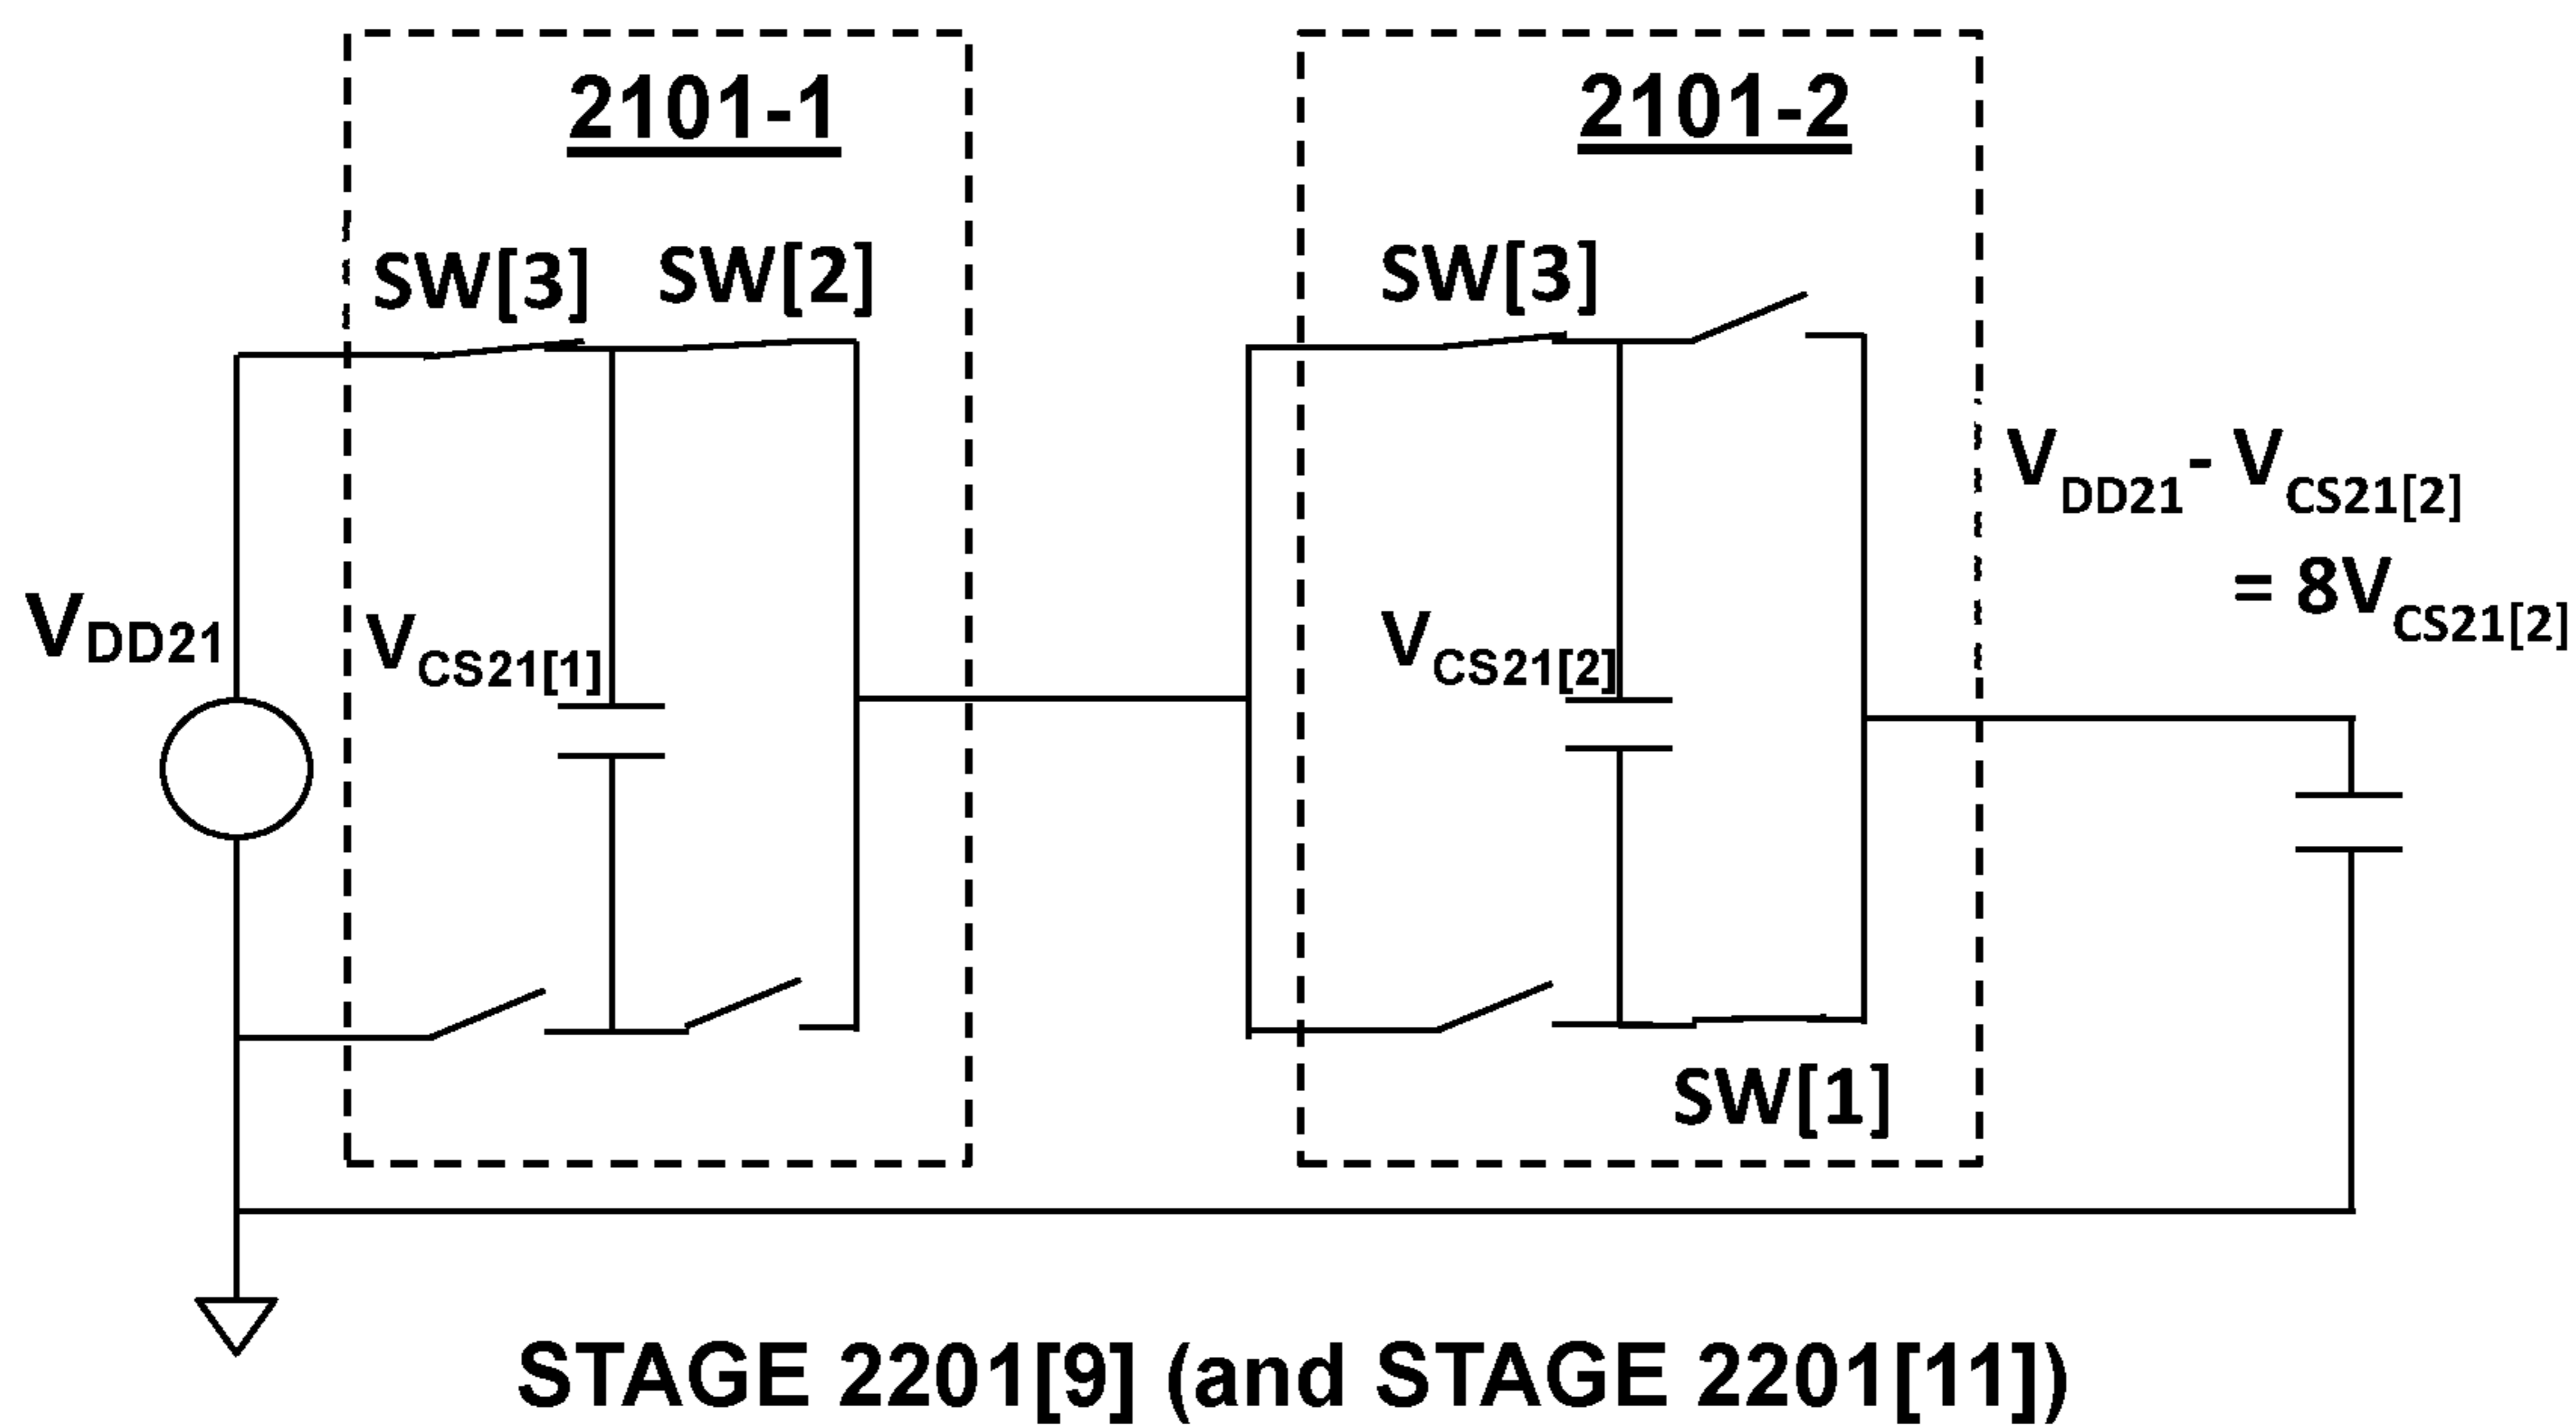 2101-1
2101-2
SW[3]
SW[2]
SW[3]
VDD21
VCS21[1]
VCS21[2]
VDD21 - VCS21[2]
= 8VCS21[2]
SW[1]
STAGE 2201[9] (and STAGE 2201[11])